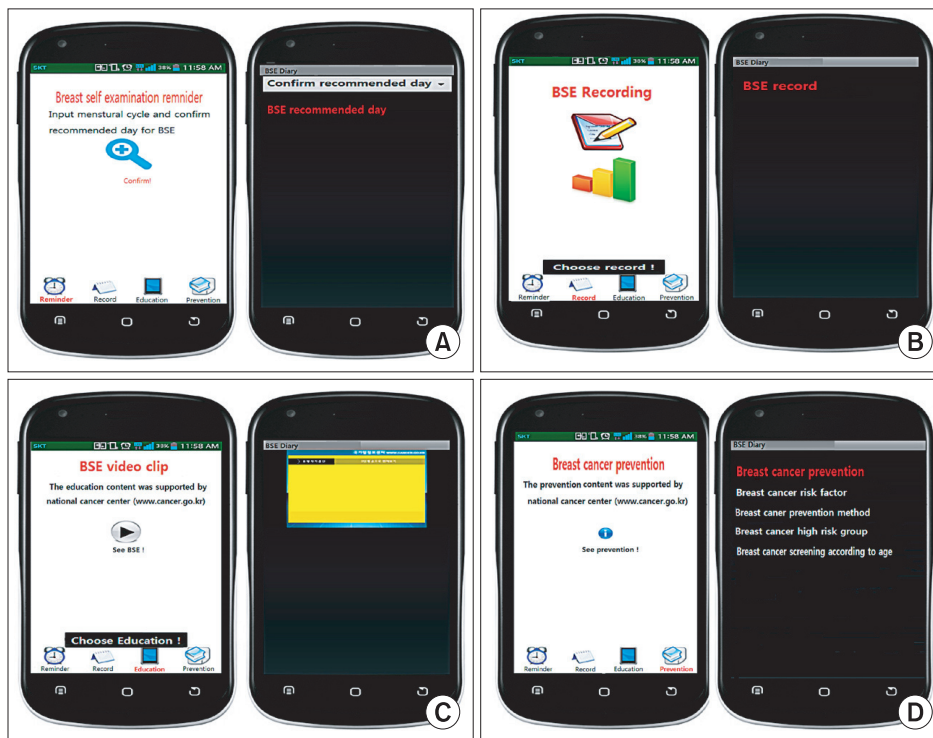 SKT 38% 11:58 AM
Breast self examination remnider
Input menstural cycle and confirm
recommended day for BSE
Confirm!
Reminder Record Education Prevention
BSE Diary
Confirm recommended day
BSE recommended day
A
SKT 38% 11:58 AM
BSE Recording
Choose record !
Reminder Record Education Prevention
BSE Diary
BSE record
B
SKT 38% 11:58 AM
BSE video clip
The education content was supported by
national cancer center (www.cancer.go.kr)
See BSE !
Choose Education !
Reminder Record Education Prevention
BSE Diary
C
SKT 38% 11:58 AM
Breast cancer prevention
The prevention content was supported by
national cancer center (www.cancer.go.kr)
See prevention !
Reminder Record Education Prevention
BSE Diary
Breast cancer prevention
Breast cancer risk factor
Breast caner prevention method
Breast cancer high risk group
Breast cancer screening according to age
D